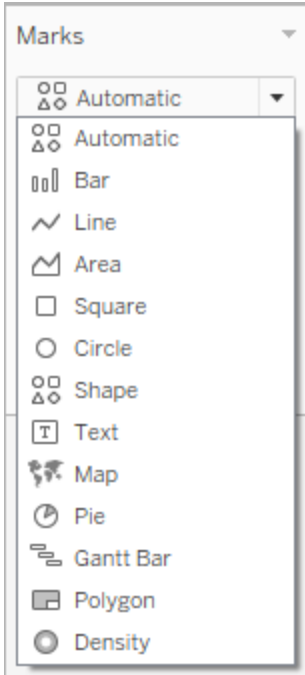 Marks
Automatic
Automatic
Bar
Line
Area
Square
Circle
Shape
T Text
Map
Pie
Gantt Bar
Polygon
Density